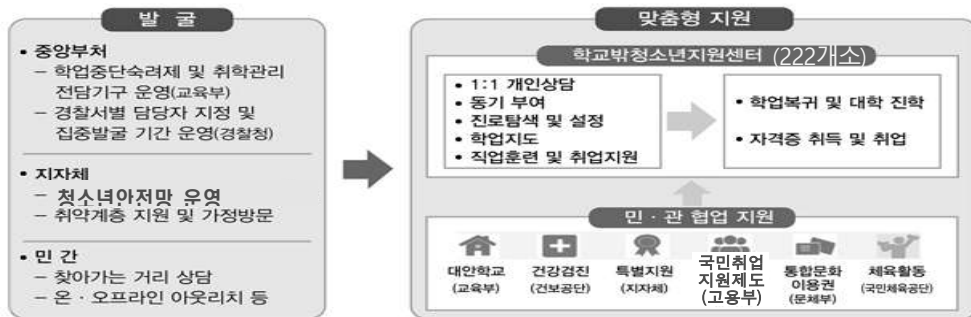 발 굴
• 중앙부처
– 학업중단숙려제 및 취학관리
전담기구 운영(교육부)
– 경찰서별 담당자 지정 및
집중발굴 기간 운영(경찰청)
• 지자체
– 청소년안전망 운영
– 취약계층 지원 및 가정방문
• 민 간
– 찾아가는 거리 상담
– 온 · 오프라인 아웃리치 등
맞춤형 지원
학교밖청소년지원센터 (222개소)
• 1:1 개인상담
• 동기 부여
• 진로탐색 및 설정
• 학업지도
• 직업훈련 및 취업지원
• 학업복귀 및 대학 진학
• 자격증 취득 및 취업
민 · 관 협업 지원
대안학교
(교육부)
건강검진
(건보공단)
특별지원
(지자체)
국민취업
지원제도
(고용부)
통합문화
이용권
(문체부)
체육활동
(국민체육공단)